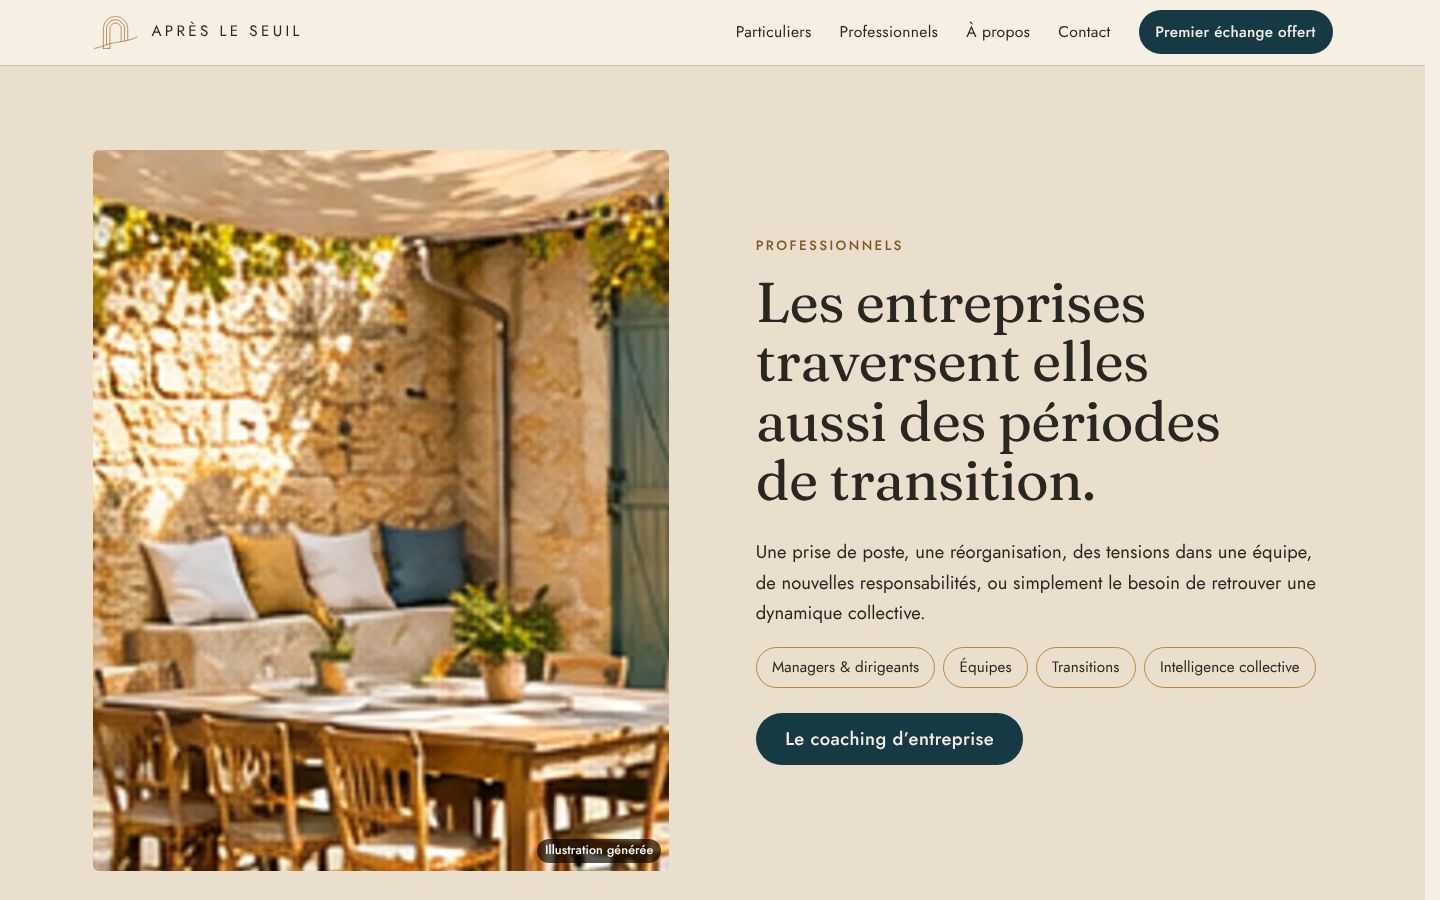 APRÈS LE SEUIL
Particuliers
Professionnels
À propos
Contact
Premier échange offert
PROFESSIONNELS
Les entreprises
traversent elles
aussi des périodes
de transition.
Une prise de poste, une réorganisation, des tensions dans une équipe,
de nouvelles responsabilités, ou simplement le besoin de retrouver une
dynamique collective.
Managers & dirigeants
Équipes
Transitions
Intelligence collective
Le coaching d’entreprise
Illustration générée